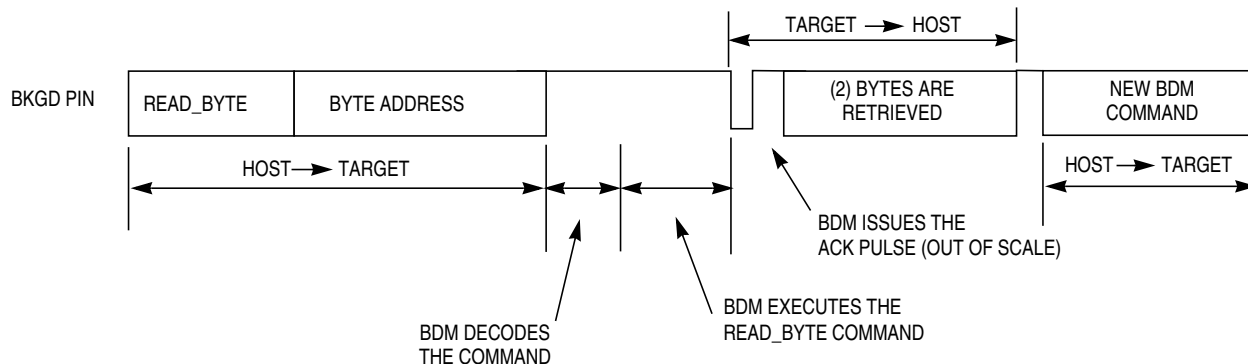 TARGET → HOST
BKGD PIN
READ_BYTE
BYTE ADDRESS
(2) BYTES ARE
RETRIEVED
NEW BDM
COMMAND
HOST → TARGET
HOST → TARGET
BDM ISSUES THE
ACK PULSE (OUT OF SCALE)
BDM EXECUTES THE
READ_BYTE COMMAND
BDM DECODES
THE COMMAND